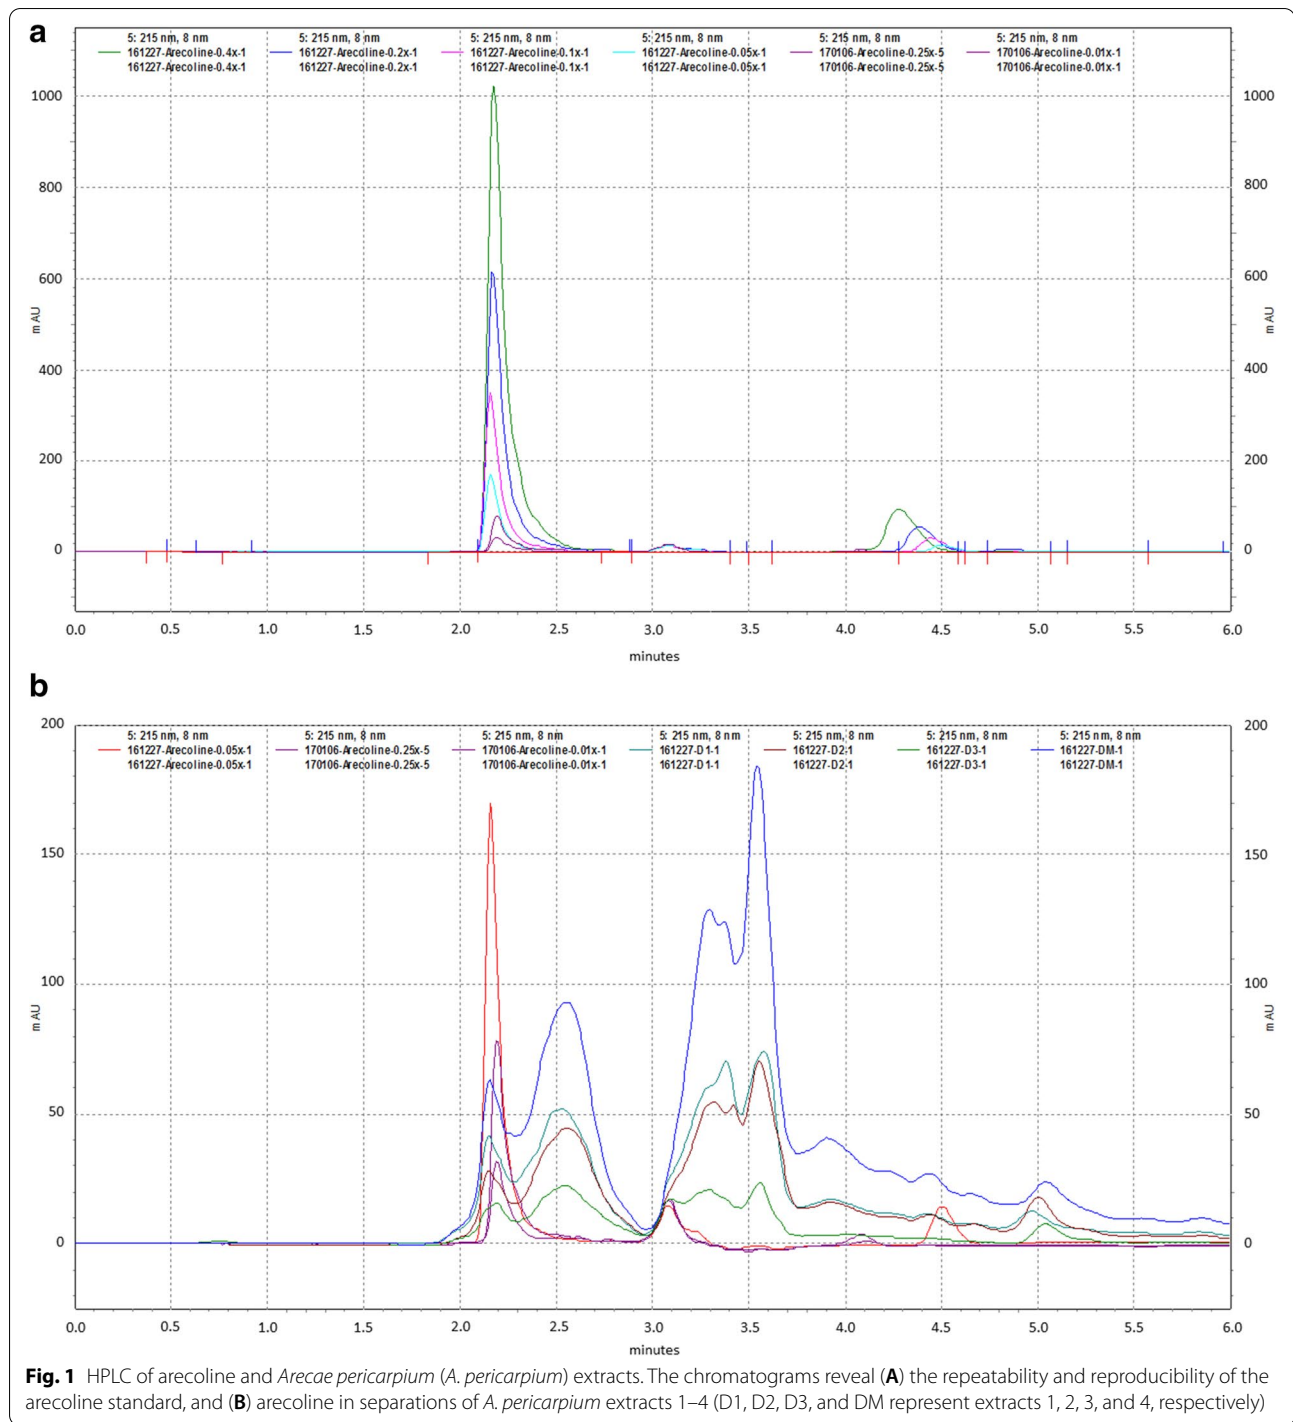 a
5: 215 nm, 8 nm 5: 215 nm, 8 nm 5: 215 nm, 8 nm 5: 215 nm, 8 nm 5: 215 nm, 8 nm 5: 215 nm, 8 nm
161227-Arecoline-0.4x-1 161227-Arecoline-0.2x-1 161227-Arecoline-0.1x-1 161227-Arecoline-0.05x-1 170106-Arecoline-0.25x-5 170106-Arecoline-0.01x-1
161227-Arecoline-0.4x-1 161227-Arecoline-0.2x-1 161227-Arecoline-0.1x-1 161227-Arecoline-0.05x-1 170106-Arecoline-0.25x-5 170106-Arecoline-0.01x-1
1000 1000
800 800
600 600
mAU mAU
400 400
200 200
0 0
0.0 0.5 1.0 1.5 2.0 2.5 3.0 3.5 4.0 4.5 5.0 5.5 6.0
minutes
b
200 200
5: 215 nm, 8 nm 5: 215 nm, 8 nm 5: 215 nm, 8 nm 5: 215 nm, 8 nm 5: 215 nm, 8 nm 5: 215 nm, 8 nm 5: 215 nm, 8 nm
161227-Arecoline-0.05x-1 170106-Arecoline-0.25x-5 170106-Arecoline-0.01x-1 161227-D1-1 161227-D2-1 161227-D3-1 161227-DM-1
161227-Arecoline-0.05x-1 170106-Arecoline-0.25x-5 170106-Arecoline-0.01x-1 161227-D1-1 161227-D2-1 161227-D3-1 161227-DM-1
150 150
100 100
mAU mAU
50 50
0 0
0.0 0.5 1.0 1.5 2.0 2.5 3.0 3.5 4.0 4.5 5.0 5.5 6.0
minutes
Fig. 1 HPLC of arecoline and Arecae pericarpium (A. pericarpium) extracts. The chromatograms reveal (A) the repeatability and reproducibility of the
arecoline standard, and (B) arecoline in separations of A. pericarpium extracts 1–4 (D1, D2, D3, and DM represent extracts 1, 2, 3, and 4, respectively)